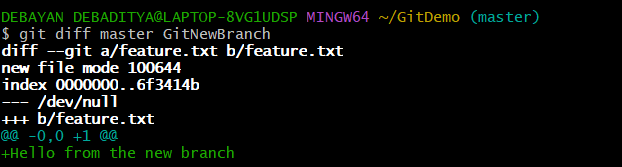 DEBAYAN DEBADITYA@LAPTOP-8VG1UDSP MINGW64 ~/GitDemo (master)
$ git diff master GitNewBranch
diff --git a/feature.txt b/feature.txt
new file mode 100644
index 0000000..6f3414b
--- /dev/null
+++ b/feature.txt
@@ -0,0 +1 @@
+Hello from the new branch